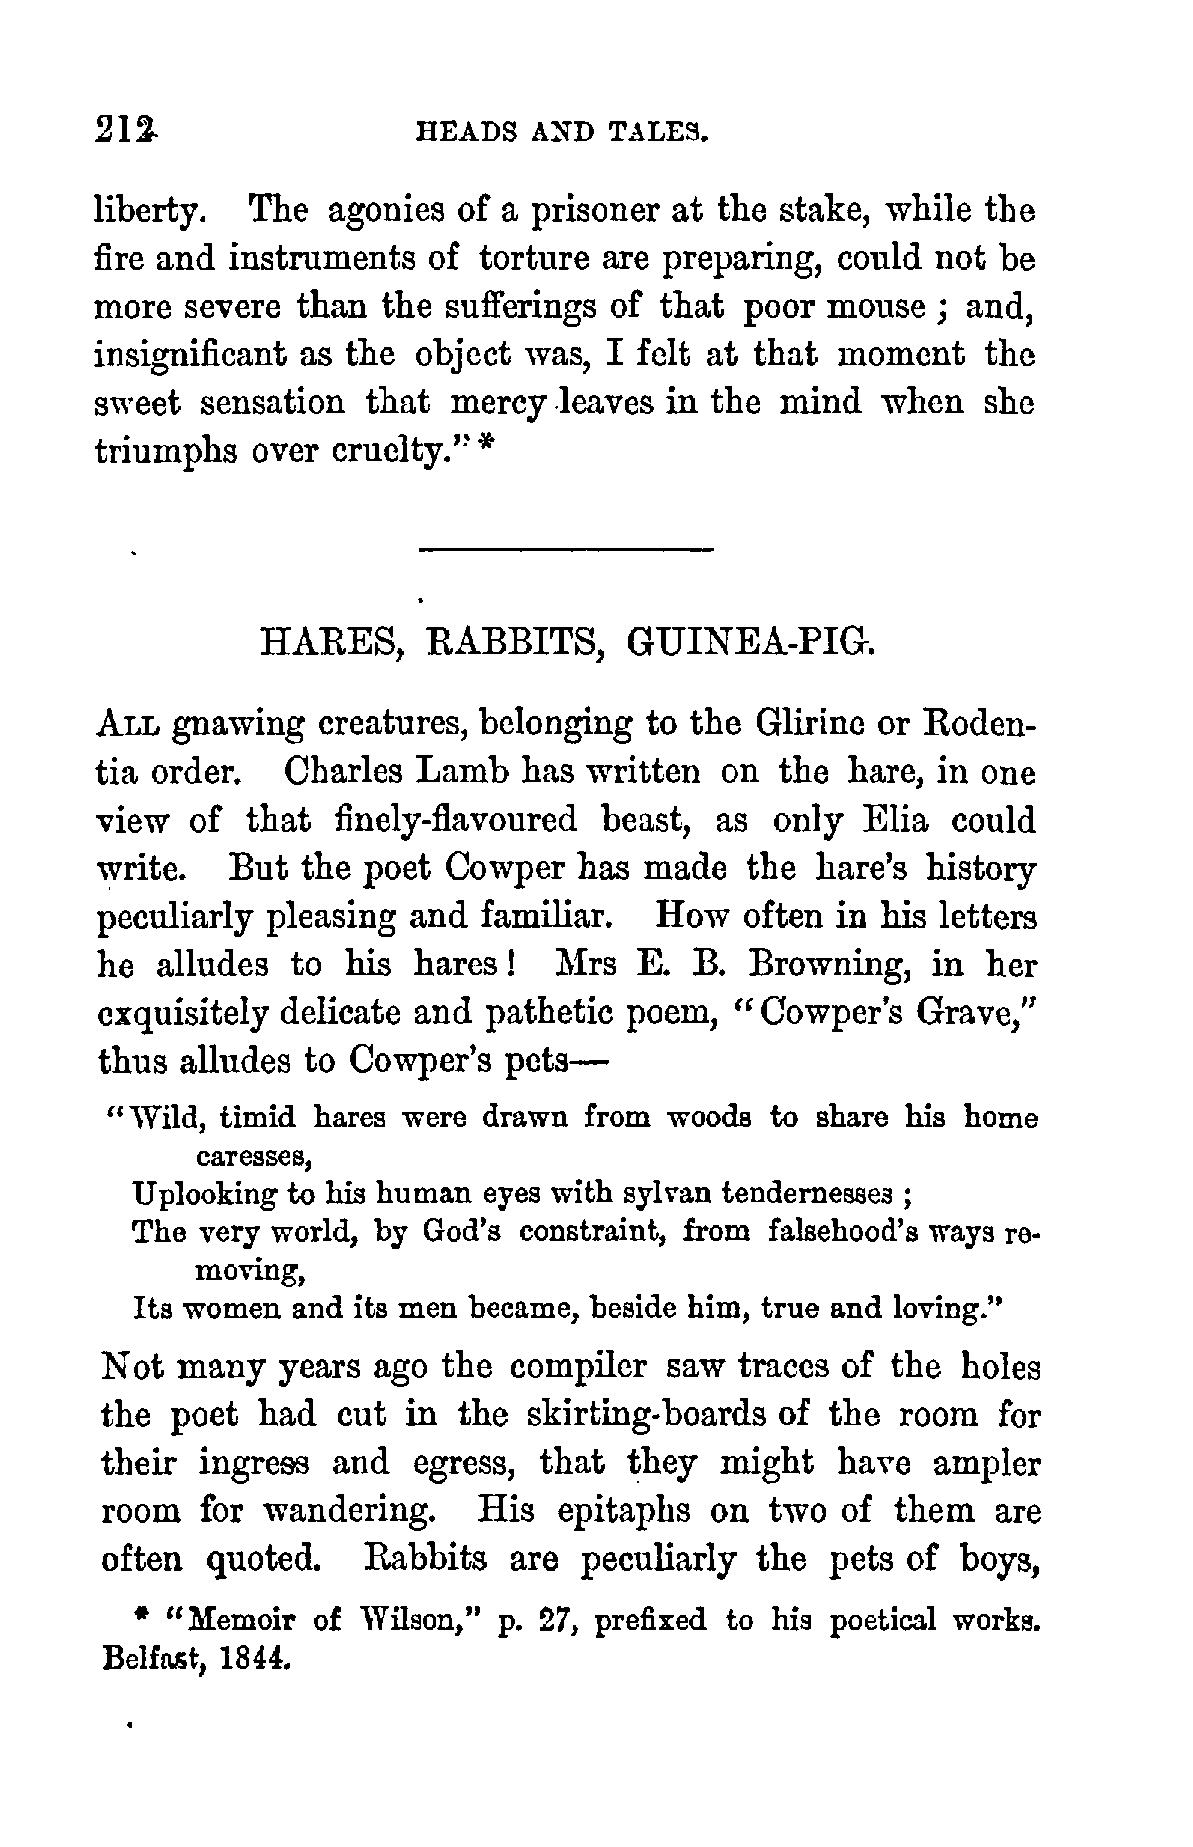 212 HEADS AND TALES.
liberty. The agonies of a prisoner at the stake, while the
fire and instruments of torture are preparing, could not be
more severe than the sufferings of that poor mouse ; and,
insignificant as the object was, I felt at that moment the
sweet sensation that mercy leaves in the mind when she
triumphs over cruelty." *
HARES, RABBITS, GUINEA-PIG.
ALL gnawing creatures, belonging to the Glirine or Roden-
tia order. Charles Lamb has written on the hare, in one
view of that finely-flavoured beast, as only Elia could
write. But the poet Cowper has made the hare's history
peculiarly pleasing and familiar. How often in his letters
he alludes to his hares ! Mrs E. B. Browning, in her
exquisitely delicate and pathetic poem, "Cowper's Grave,"
thus alludes to Cowper's pets—
"Wild, timid hares were drawn from woods to share his home
caresses,
Uplooking to his human eyes with sylvan tendernesses ;
The very world, by God's constraint, from falsehood's ways re-
moving,
Its women and its men became, beside him, true and loving."
Not many years ago the compiler saw traces of the holes
the poet had cut in the skirting-boards of the room for
their ingress and egress, that they might have ampler
room for wandering. His epitaphs on two of them are
often quoted. Rabbits are peculiarly the pets of boys,
* "Memoir of Wilson," p. 27, prefixed to his poetical works.
Belfast, 1844.